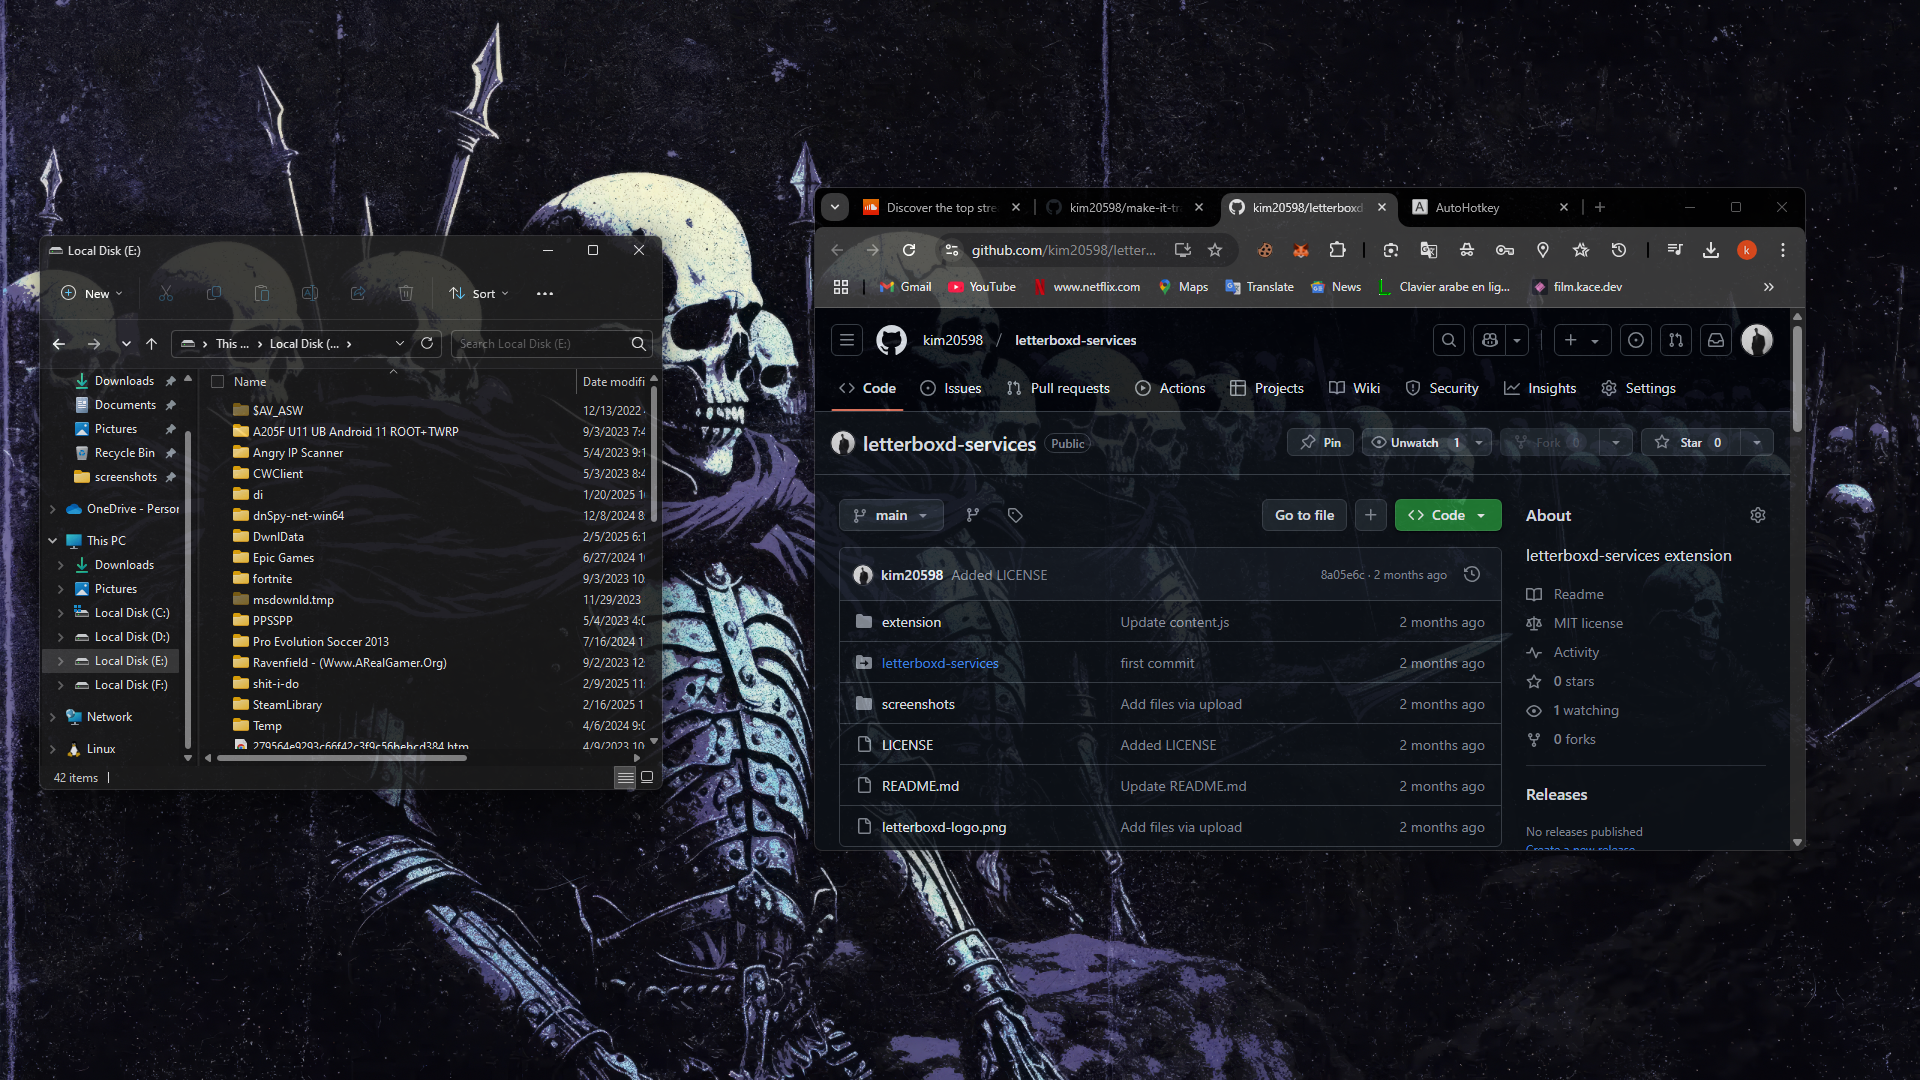 Local Disk (E:)
New
Sort
This ...
Local Disk (...
Search Local Disk (E:)
Downloads
Documents
Pictures
Recycle Bin
screenshots
OneDrive - Person
This PC
Downloads
Pictures
Local Disk (C:)
Local Disk (D:)
Local Disk (E:)
Local Disk (F:)
Network
Linux
Name Date modifi
$AV_ASW 12/13/2022
A205F U11 UB Android 11 ROOT+TWRP 9/3/2023 7:4
Angry IP Scanner 5/4/2023 9:1
CWClient 5/3/2023 8:4
di 1/20/2025 1
dnSpy-net-win64 12/8/2024 8
DwnlData 2/5/2025 6:1
Epic Games 6/27/2024 1
fortnite 9/3/2023 10
msdownld.tmp 11/29/2023
PPSSPP 5/4/2023 4:0
Pro Evolution Soccer 2013 7/16/2024 1
Ravenfield - (Www.ARealGamer.Org) 9/2/2023 12
shit-i-do 2/9/2025 11
SteamLibrary 2/16/2025 1
Temp 4/6/2024 9:0
4/9/2023 10
42 items
Discover the top stre
kim20598/make-it-tr
kim20598/letterboxd
AutoHotkey
github.com/kim20598/letter...
k
Gmail
YouTube
www.netflix.com
Maps
Translate
News
Clavier arabe en lig...
film.kace.dev
kim20598 / letterboxd-services
Code
Issues
Pull requests
Actions
Projects
Wiki
Security
Insights
Settings
letterboxd-services Public
Pin
Unwatch 1
Fork 0
Star 0
main
Go to file
Code
kim20598 Added LICENSE 8a05e6c · 2 months ago
extension Update content.js 2 months ago
letterboxd-services first commit 2 months ago
screenshots Add files via upload 2 months ago
LICENSE Added LICENSE 2 months ago
README.md Update README.md 2 months ago
letterboxd-logo.png Add files via upload 2 months ago
About
letterboxd-services extension
Readme
MIT license
Activity
0 stars
1 watching
0 forks
Releases
No releases published
Create a new release